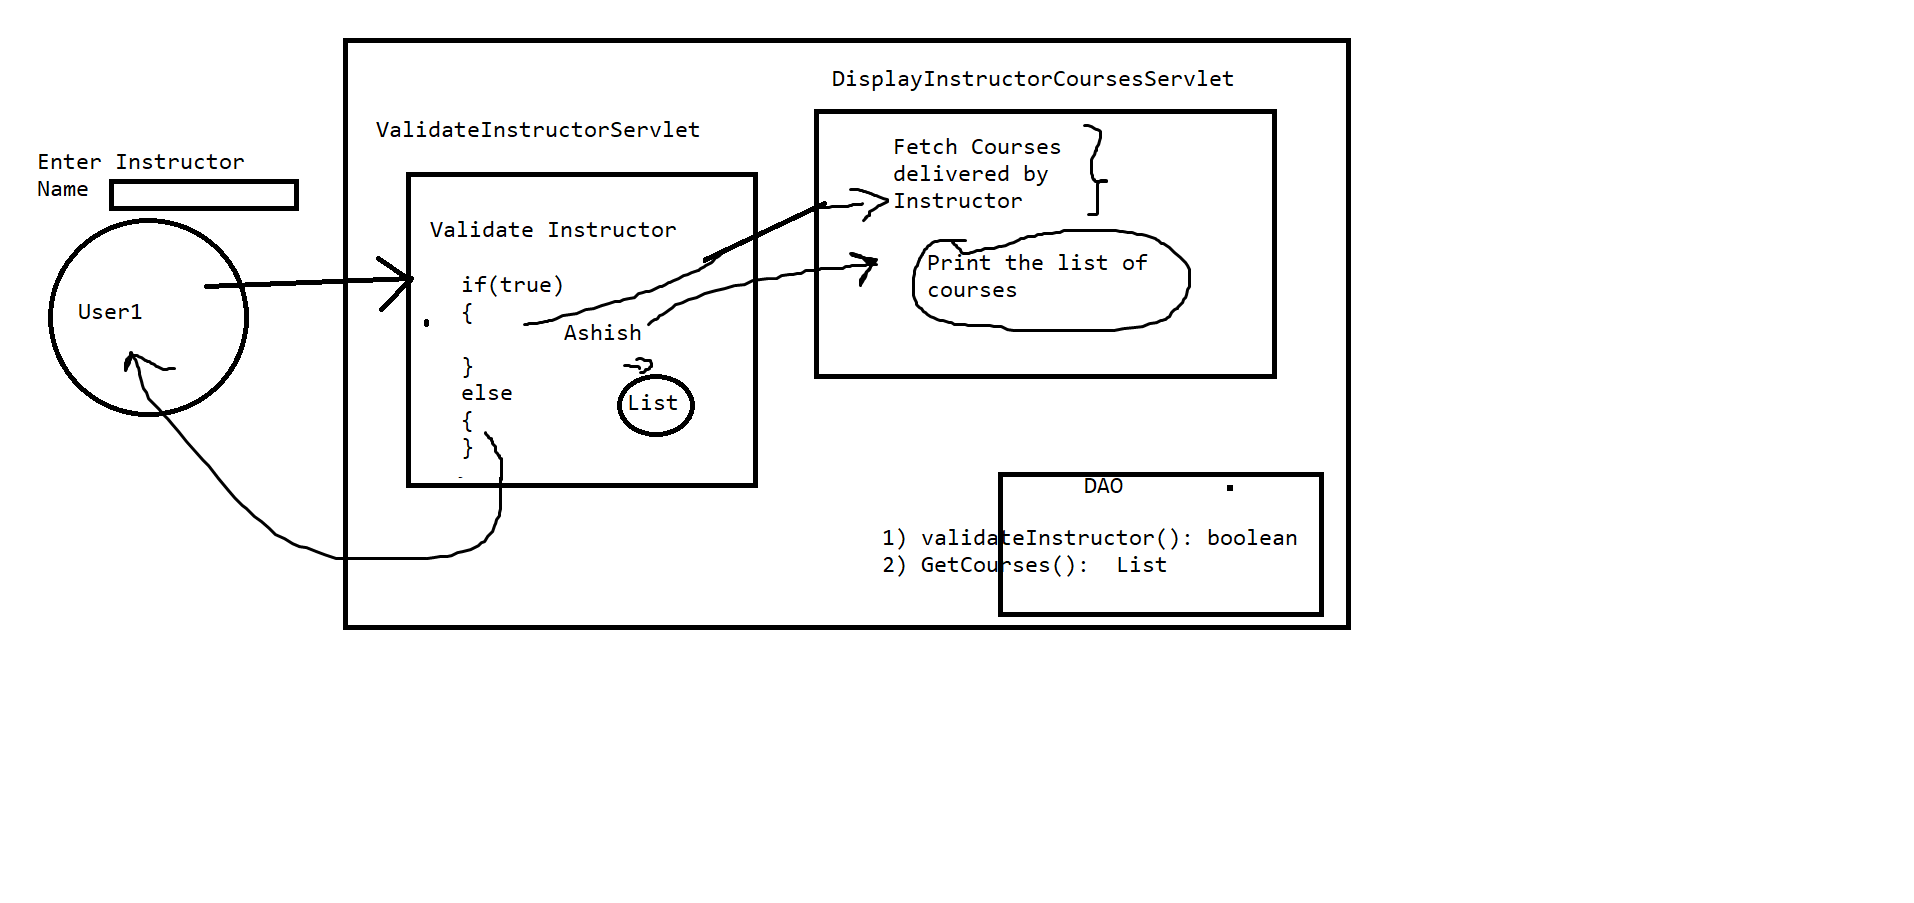 Enter Instructor
Name
User1
ValidateInstructorServlet
Validate Instructor
if(true)
{
Ashish
}
else
{
}
List
DisplayInstructorCoursesServlet
Fetch Courses
delivered by
Instructor
Print the list of
courses
DAO
1) validateInstructor(): boolean
2) GetCourses():  List